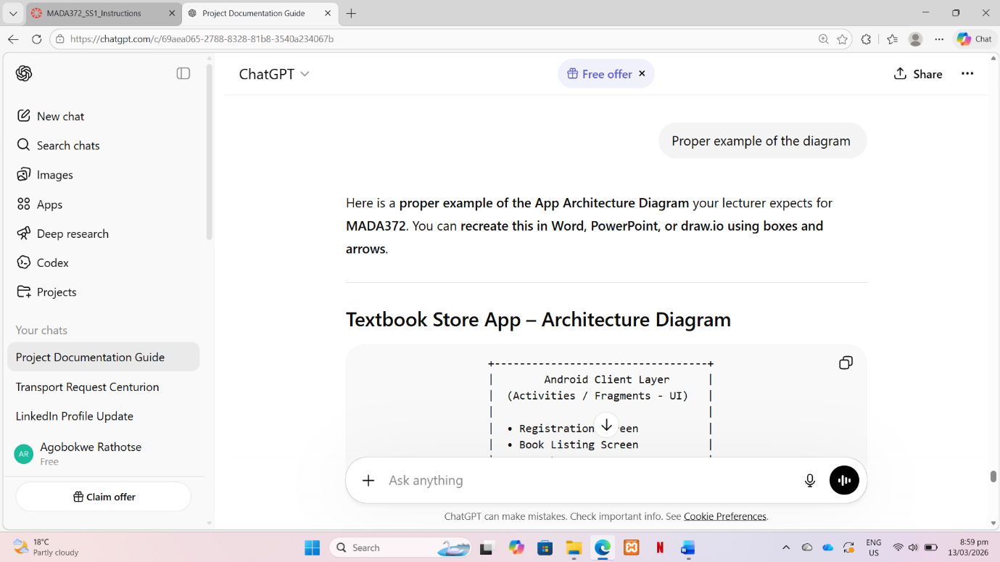 MADA372_SS1_Instructions
Project Documentation Guide
https://chatgpt.com/c/69aea065-2788-8328-81b8-3540a234067b
Chat
ChatGPT
Free offer
Share
New chat
Search chats
Images
Apps
Deep research
Codex
Projects
Your chats
Project Documentation Guide
Transport Request Centurion
LinkedIn Profile Update
AR
Agobokwe Rathotse
Free
Claim offer
Proper example of the diagram
Here is a proper example of the App Architecture Diagram your lecturer expects for
MADA372. You can recreate this in Word, PowerPoint, or draw.io using boxes and
arrows.
Textbook Store App – Architecture Diagram
+-----------------------------------+
| Android Client Layer |
| (Activities / Fragments - UI) |
| |
| • Registration een |
| • Book Listing Screen |
Ask anything
ChatGPT can make mistakes. Check important info. See Cookie Preferences.
18°C
Partly cloudy
Search
ENG
US
8:59 pm
13/03/2026